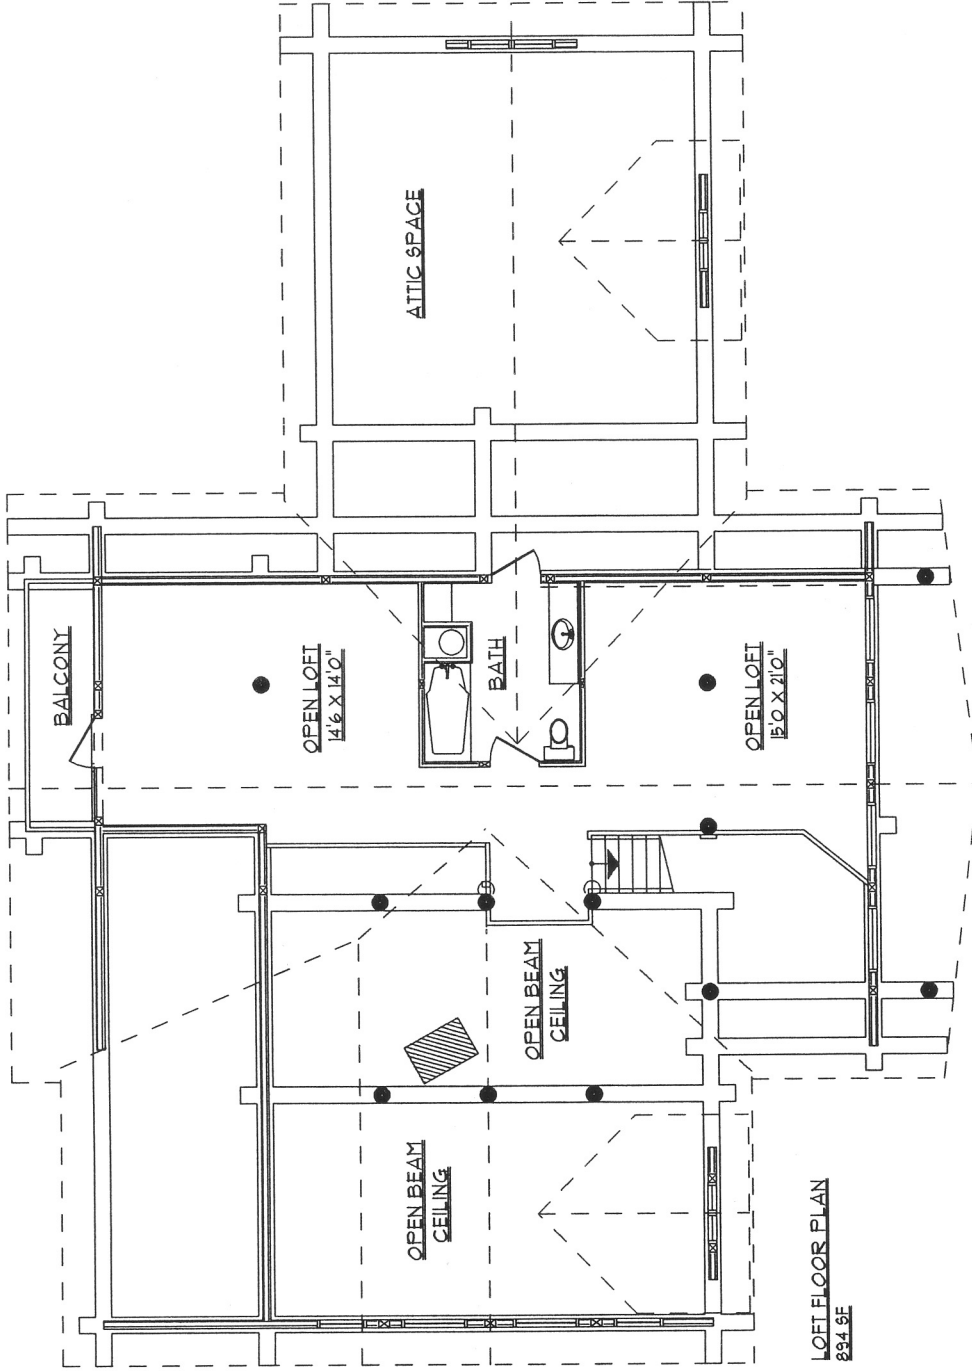 ATTIC SPACE
BALCONY
OPEN LOFT
14'6 X 14'0"
BATH
OPEN LOFT
15'0 X 21'0"
OPEN BEAM
CEILING
OPEN BEAM
CEILING
LOFT FLOOR PLAN
894 SF